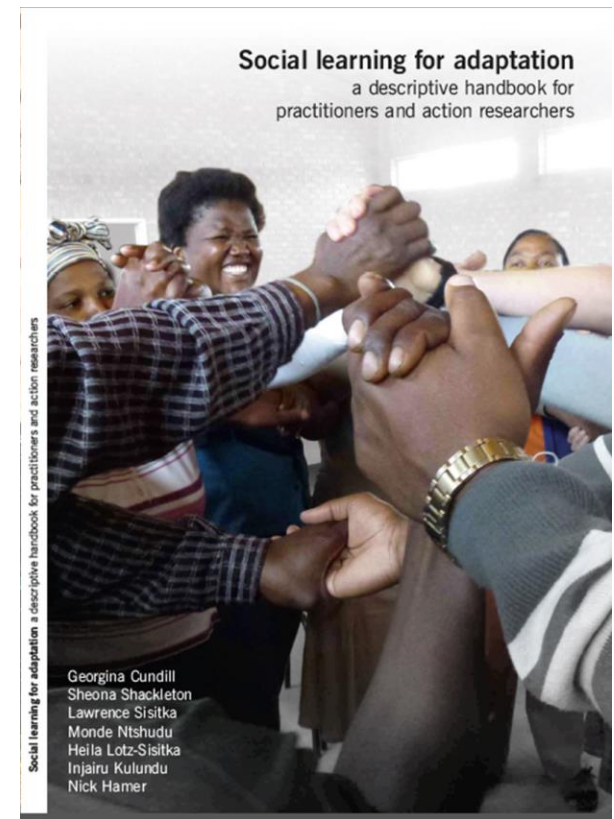 Social learning for adaptation
a descriptive handbook for
practitioners and action researchers
Social learning for adaptation a descriptive handbook for practitioners and action researchers
Georgina Cundill
Sheona Shackleton
Lawrence Sisitka
Monde Ntshudu
Heila Lotz-Sisitka
Injairu Kulundu
Nick Hamer